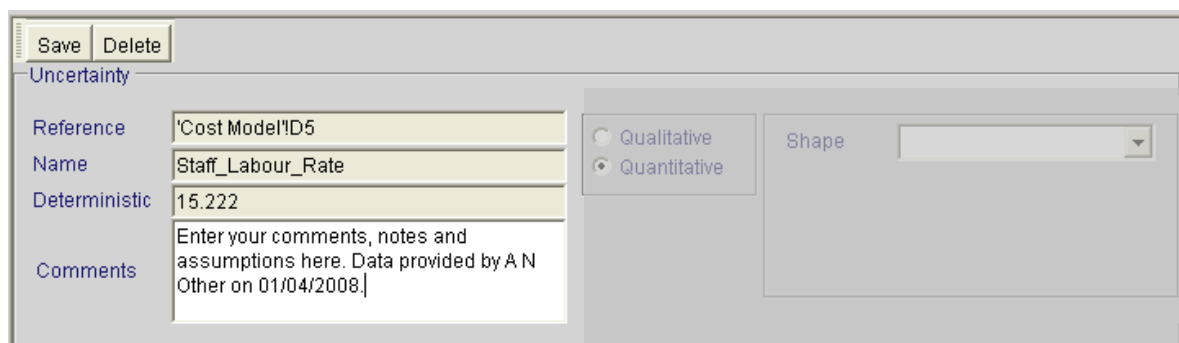 Save Delete
Uncertainty
Reference 'Cost Model'!D5
Name Staff_Labour_Rate
Deterministic 15.222
Comments
Enter your comments, notes and
assumptions here. Data provided by A N
Other on 01/04/2008.
Qualitative
Quantitative
Shape